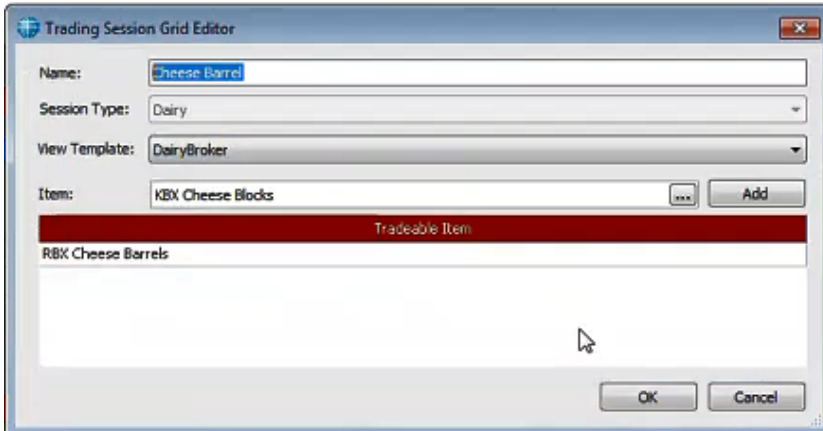 Trading Session Grid Editor
Name: Cheese Barrel
Session Type: Dairy
View Template: DairyBroker
Item: KBX Cheese Blocks ... Add
Tradeable Item
RBX Cheese Barrels
OK Cancel